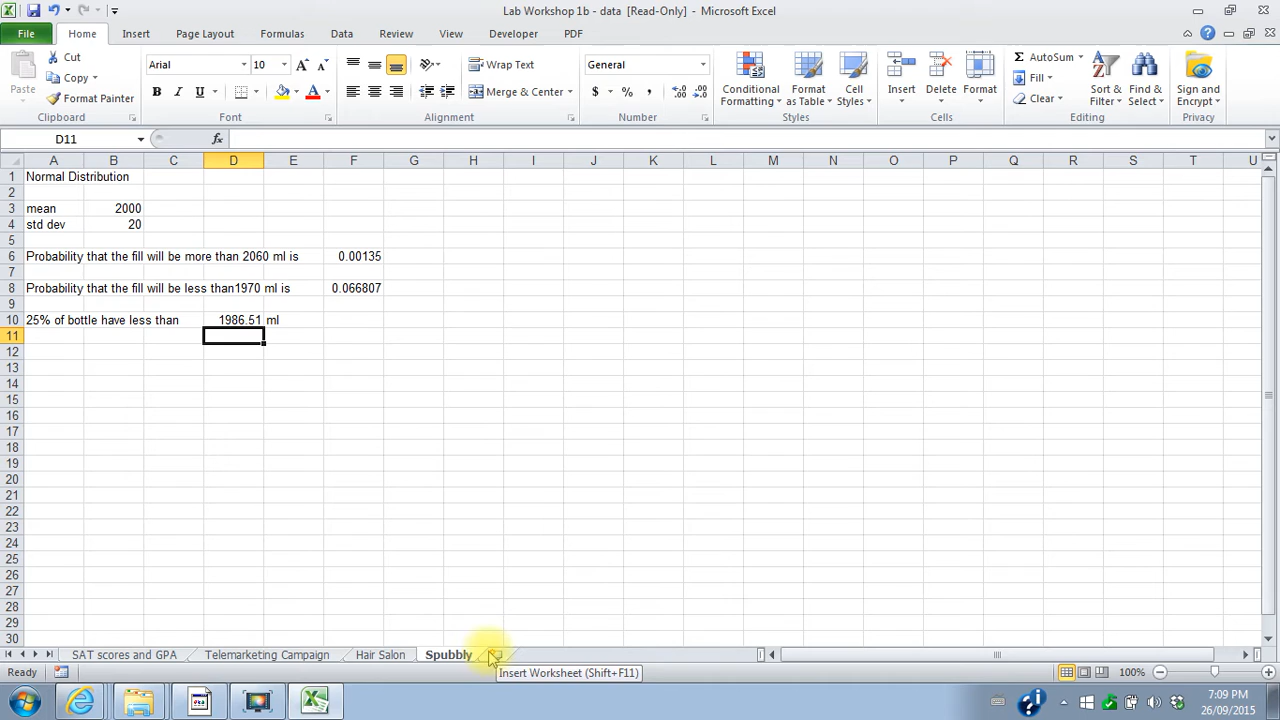 Lab Workshop 1b - data [Read-Only] - Microsoft Excel
File Home Insert Page Layout Formulas Data Review View Developer PDF
Paste
Cut
Copy
Format Painter
Clipboard
Arial 10
B I U
Font
Wrap Text
Merge & Center
Alignment
General
$ % ,
Number
Conditional Formatting
Format as Table
Cell Styles
Styles
Insert Delete Format
Cells
Σ AutoSum
Fill
Clear
Sort & Filter
Find & Select
Editing
Sign and Encrypt
Privacy
D11 fx
A B C D E F G H I J K L M N O P Q R S T U
1 Normal Distribution
2
3 mean 2000
4 std dev 20
5
6 Probability that the fill will be more than 2060 ml is 0.00135
7
8 Probability that the fill will be less than1970 ml is 0.066807
9
10 25% of bottle have less than 1986.51 ml
11
12
13
14
15
16
17
18
19
20
21
22
23
24
25
26
27
28
29
30
SAT scores and GPA Telemarketing Campaign Hair Salon Spubbly
Insert Worksheet (Shift+F11)
Ready 100%
7:09 PM
26/09/2015